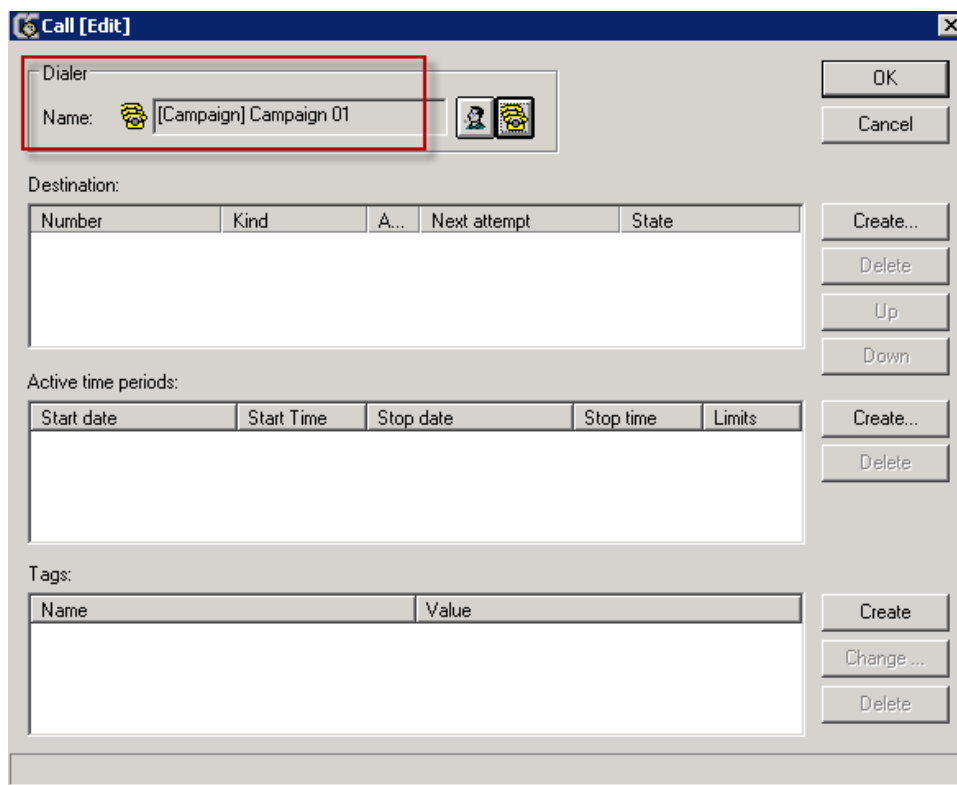 Call [Edit]
Dialer
OK
Name: [Campaign] Campaign 01
Cancel
Destination:
Number Kind A... Next attempt State
Create...
Delete
Up
Down
Active time periods:
Start date Start Time Stop date Stop time Limits
Create...
Delete
Tags:
Name Value
Create
Change ...
Delete